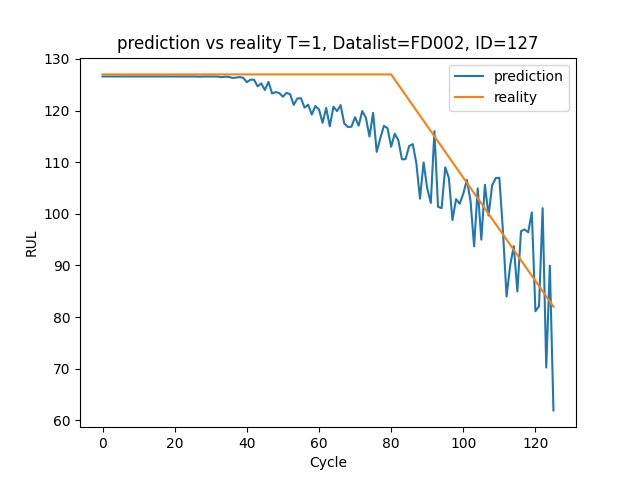 prediction vs reality T=1, Datalist=FD002, ID=127
130
120
110
100
90
80
70
60
RUL
prediction
reality
0 20 40 60 80 100 120
Cycle